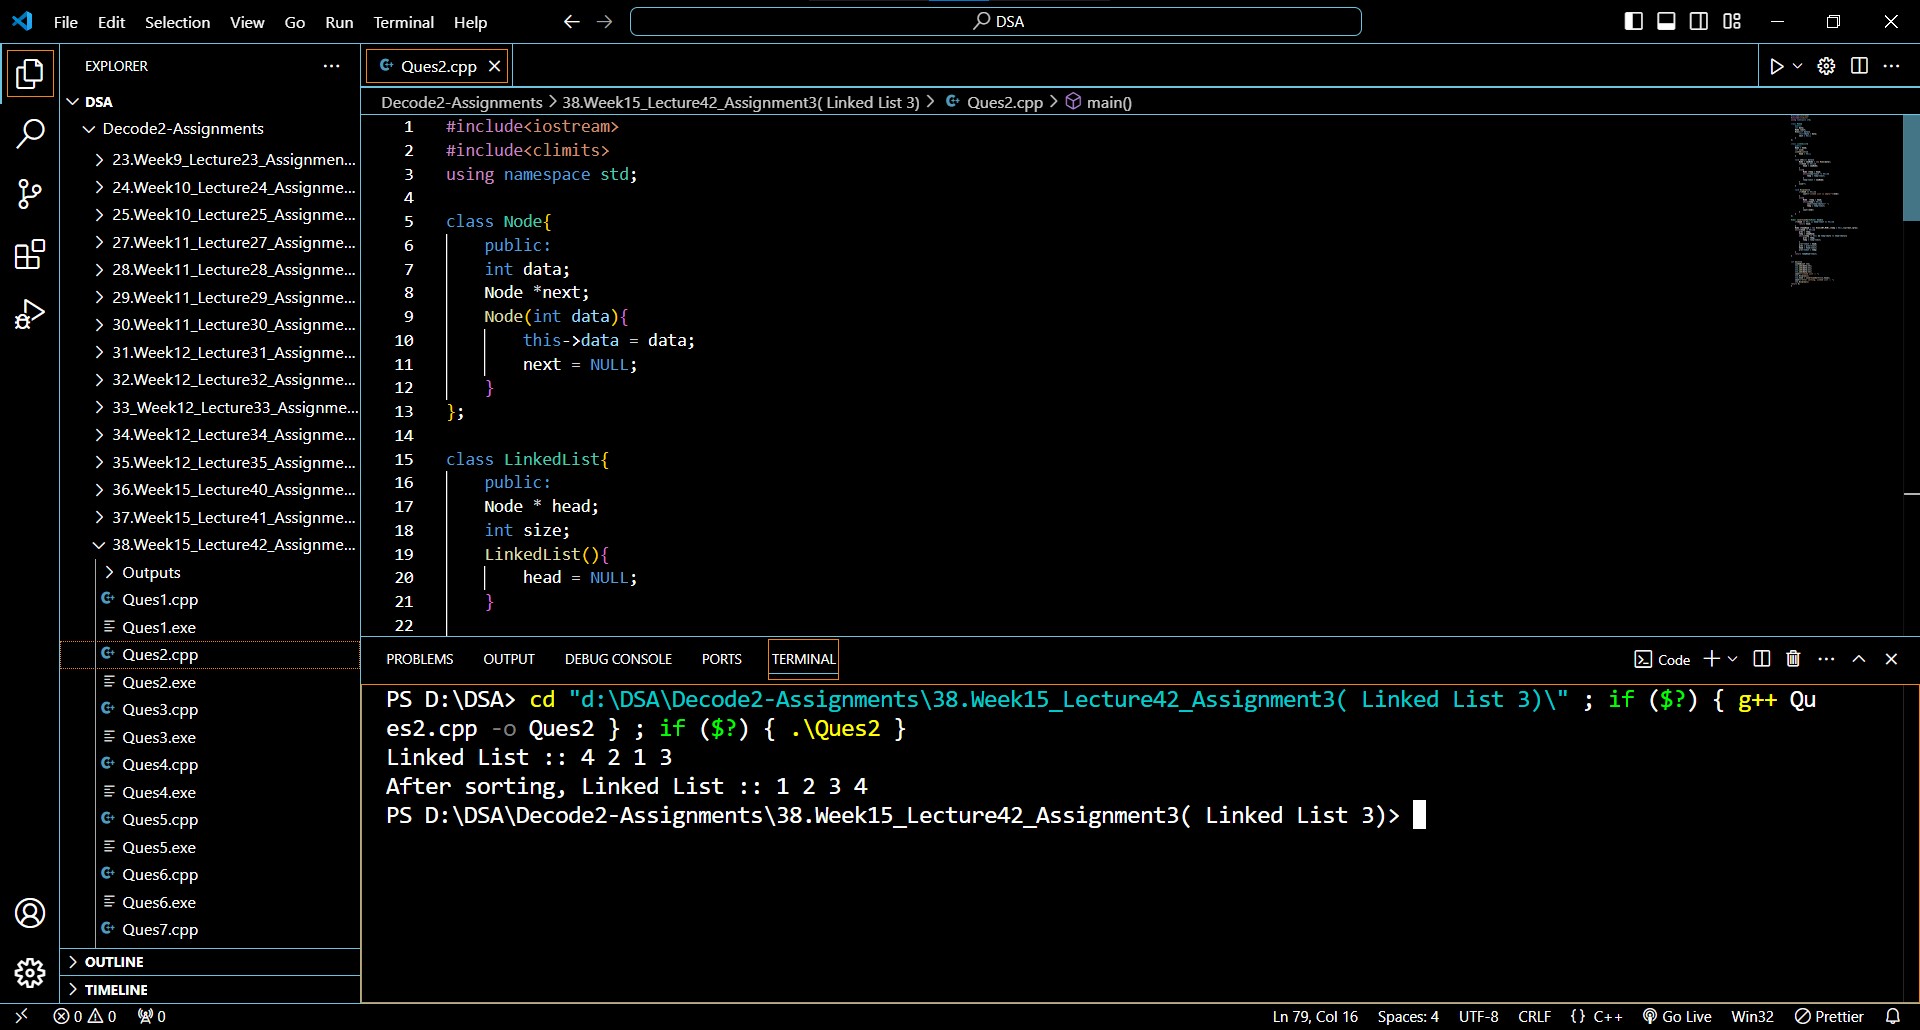 File Edit Selection View Go Run Terminal Help
DSA
EXPLORER
DSA
Decode2-Assignments
23.Week9_Lecture23_Assignmen...
24.Week10_Lecture24_Assignme...
25.Week10_Lecture25_Assignme...
27.Week11_Lecture27_Assignme...
28.Week11_Lecture28_Assignme...
29.Week11_Lecture29_Assignme...
30.Week11_Lecture30_Assignme...
31.Week12_Lecture31_Assignme...
32.Week12_Lecture32_Assignme...
33_Week12_Lecture33_Assignme...
34.Week12_Lecture34_Assignme...
35.Week12_Lecture35_Assignme...
36.Week15_Lecture40_Assignme...
37.Week15_Lecture41_Assignme...
38.Week15_Lecture42_Assignme...
Outputs
Ques1.cpp
Ques1.exe
Ques2.cpp
Ques2.exe
Ques3.cpp
Ques3.exe
Ques4.cpp
Ques4.exe
Ques5.cpp
Ques5.exe
Ques6.cpp
Ques6.exe
Ques7.cpp
OUTLINE
TIMELINE
Ques2.cpp
Decode2-Assignments > 38.Week15_Lecture42_Assignment3( Linked List 3) > Ques2.cpp > main()
1 #include<iostream>
2 #include<climits>
3 using namespace std;
4
5 class Node{
6 public:
7 int data;
8 Node *next;
9 Node(int data){
10 this->data = data;
11 next = NULL;
12 }
13 };
14
15 class LinkedList{
16 public:
17 Node * head;
18 int size;
19 LinkedList(){
20 head = NULL;
21 }
22
PROBLEMS OUTPUT DEBUG CONSOLE PORTS TERMINAL
Code
PS D:\DSA> cd "d:\DSA\Decode2-Assignments\38.Week15_Lecture42_Assignment3( Linked List 3)\" ; if ($?) { g++ Qu
es2.cpp -o Ques2 } ; if ($?) { .\Ques2 }
Linked List :: 4 2 1 3
After sorting, Linked List :: 1 2 3 4
PS D:\DSA\Decode2-Assignments\38.Week15_Lecture42_Assignment3( Linked List 3)>
0 0 0
Ln 79, Col 16 Spaces: 4 UTF-8 CRLF {} C++ Go Live Win32 Prettier